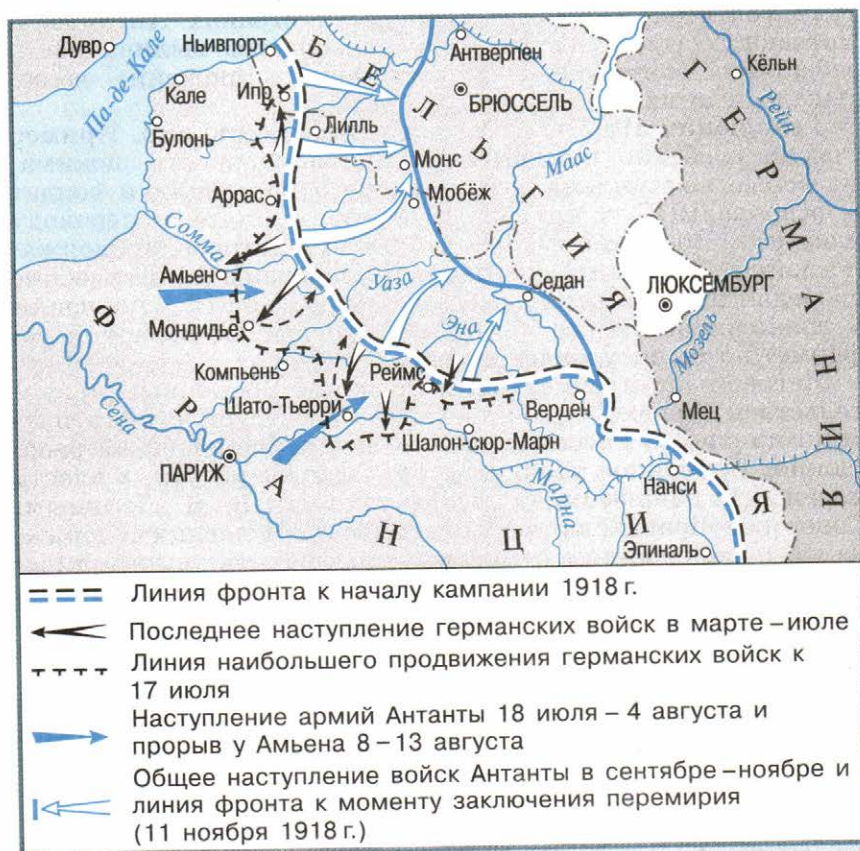 Дувр
Ньивпорт
Антверпен
Кёльн
Па-де-Кале
Кале
Ипр
БРЮССЕЛЬ
Рейн
Булонь
Лилль
Монс
Маас
Мобёж
Аррас
БЕЛЬГИЯ
ГЕРМАНИЯ
Сомма
Амьен
Уаза
Седан
ЛЮКСЕМБУРГ
Мондидье
Эна
Мозель
Компьень
Реймс
Сена
Шато-Тьерри
Верден
Мец
ПАРИЖ
Шалон-сюр-Марн
Нанси
Марна
ФРАНЦИЯ
Эпиналь
Линия фронта к началу кампании 1918 г.
Последнее наступление германских войск в марте – июле
Линия наибольшего продвижения германских войск к
17 июля
Наступление армий Антанты 18 июля – 4 августа и
прорыв у Амьена 8 – 13 августа
Общее наступление войск Антанты в сентябре – ноябре и
линия фронта к моменту заключения перемирия
(11 ноября 1918 г.)